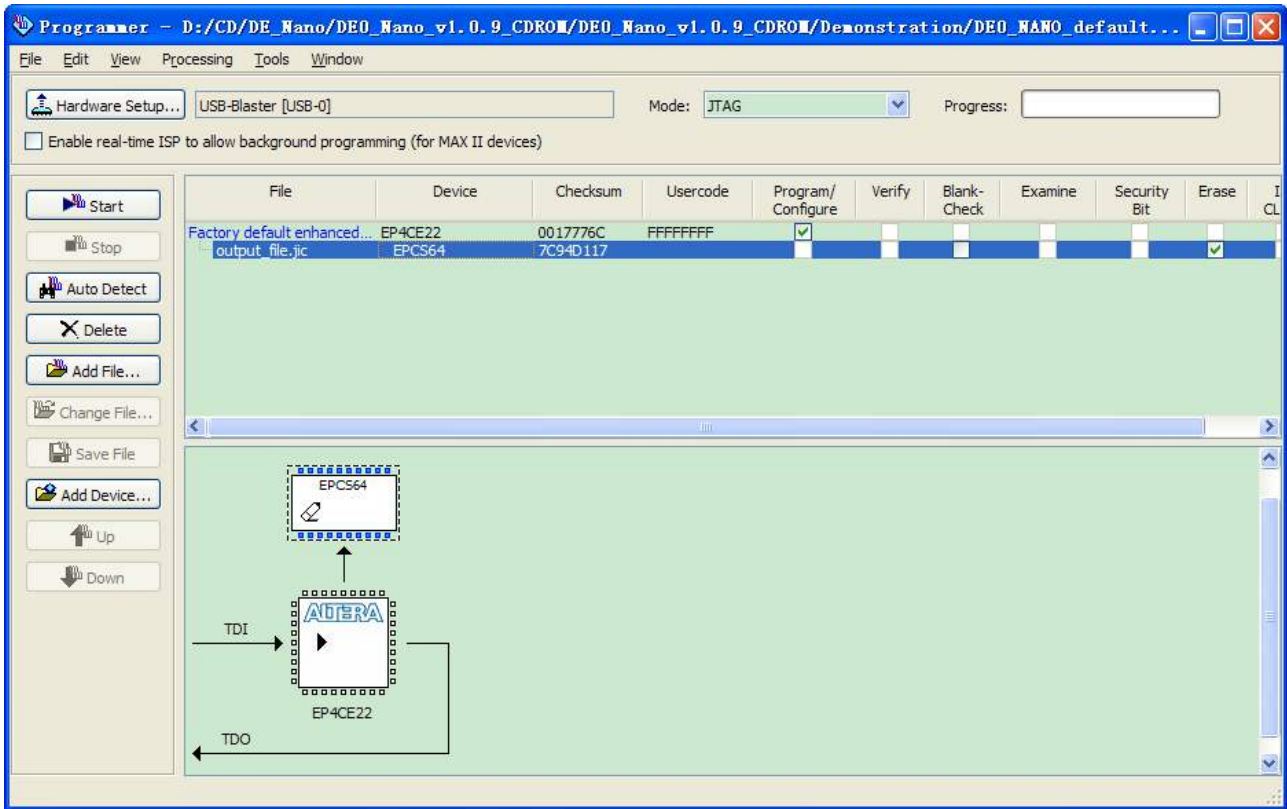 Programmer - D:/CD/DE_Nano/DE0_Nano_v1.0.9_CDROM/DE0_Nano_v1.0.9_CDROM/Demonstration/DE0_NANO_default...
File Edit View Processing Tools Window
Hardware Setup... USB-Blaster [USB-0] Mode: JTAG Progress:
Enable real-time ISP to allow background programming (for MAX II devices)
File Device Checksum Usercode Program/ Verify Blank- Examine Security Erase I
Configure Check Bit CL
Start
Factory default enhanced... EP4CE22 0017776C FFFFFFFF
output_file.jic EPCS64 7C94D117
Stop
Auto Detect
Delete
Add File...
Change File...
Save File
Add Device...
Up
Down
EPCS64
ALTERA
TDI
EP4CE22
TDO